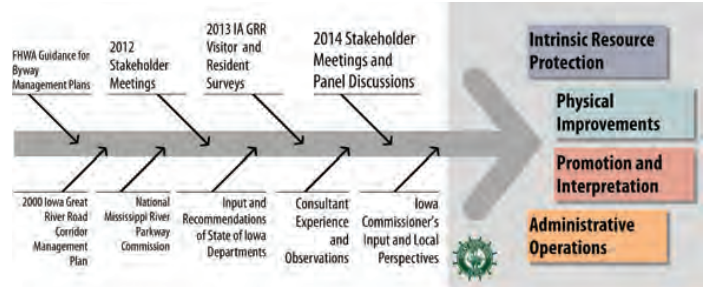 FHWA Guidance for
Byway
Management Plans
2012
Stakeholder
Meetings
2013 IA GRR
Visitor and
Resident
Surveys
2014 Stakeholder
Meetings and
Panel Discussions
2000 Iowa Great
River Road
Corridor
Management
Plan
National
Mississippi River
Parkway
Commission
Input and
Recommendations
of State of Iowa
Departments
Consultant
Experience
and
Observations
Iowa
Commissioner's
Input and Local
Perspectives
Intrinsic Resource
Protection
Physical
Improvements
Promotion and
Interpretation
Administrative
Operations